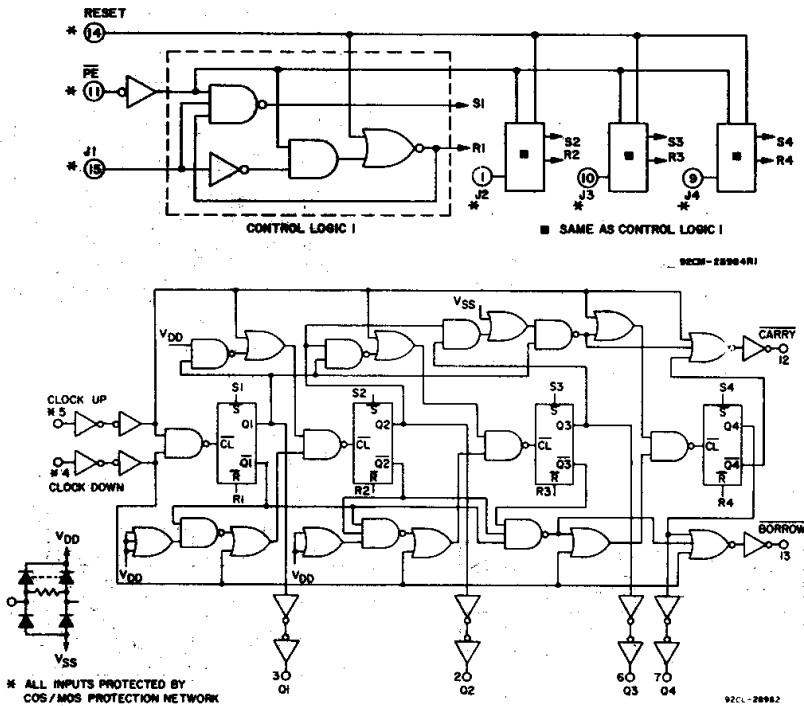 RESET
* 14
PE
* 11
J1
* 15
S1
R1
CONTROL LOGIC 1
1
J2
*
S2
R2
10
J3
*
S3
R3
9
J4
*
S4
R4
■ SAME AS CONTROL LOGIC 1
92CM-28984R1
VDD
VSS
CARRY
12
CLOCK UP
*5
*4
CLOCK DOWN
S1
S
Q1
CL
Q1
R
R1
S2
S
Q2
CL
Q2
R
R2
S3
S
Q3
CL
Q3
R
R3
S4
S
Q4
CL
Q4
R
R4
BORROW
13
VDD
VDD
VDD
VSS
3
Q1
2
Q2
6
Q3
7
Q4
* ALL INPUTS PROTECTED BY
COS/MOS PROTECTION NETWORK
92CL-28982